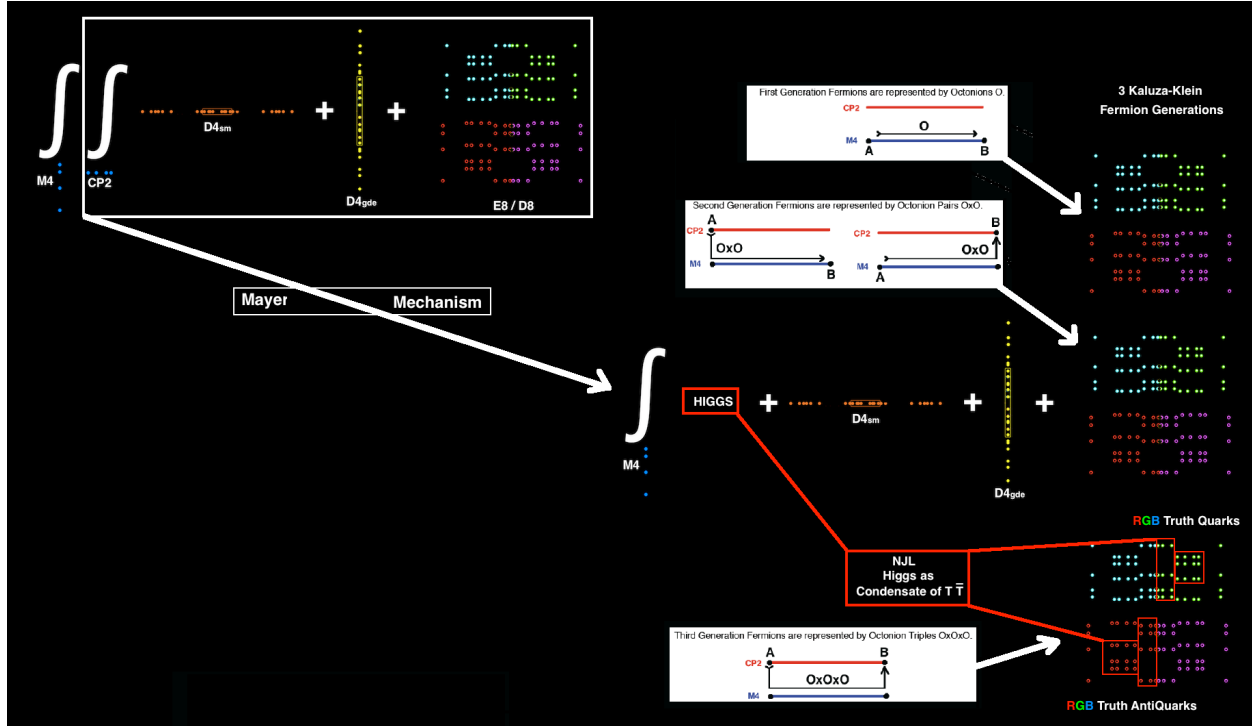 M4
CP2
D4sm
+
D4gde
+
E8 / D8
Mayer Mechanism
First Generation Fermions are represented by Octonions O.
CP2
O
M4
A
B
3 Kaluza-Klein
Fermion Generations
Second Generation Fermions are represented by Octonion Pairs OxO.
A
CP2
OxO
M4
B
B
CP2
OxO
M4
A
∫
M4
HIGGS
+
D4sm
+
D4gde
+
NJL
Higgs as
Condensate of T T̅
RGB Truth Quarks
Third Generation Fermions are represented by Octonion Triples OxOxO.
A
B
CP2
OxOxO
M4
RGB Truth AntiQuarks